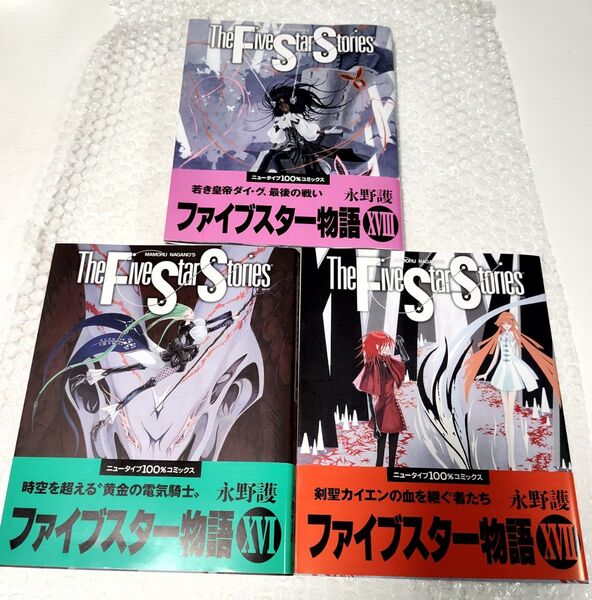 The Five Star Stories
ニュータイプ100%コミックス
若き皇帝ダイ・グ、最後の戦い
永野護
ファイブスター物語 XVIII
MAMORU NAGANO'S
The Five Star Stories
ニュータイプ100%コミックス
時空を超える“黄金の電気騎士„
永野護
ファイブスター物語 XVI
MAMORU NAGANO'S
The Five Star Stories
ニュータイプ100%コミックス
剣聖カイエンの血を継ぐ者たち
永野護
ファイブスター物語 XVII